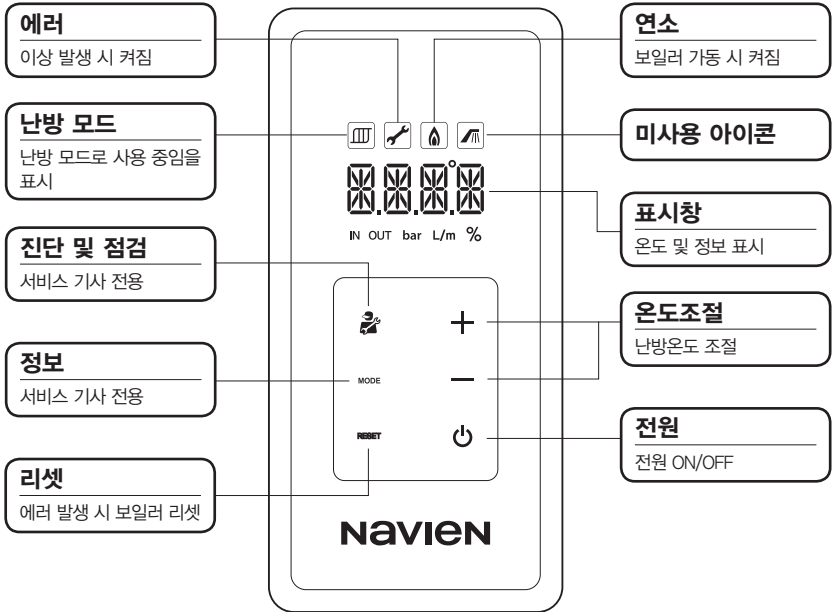 에러
이상 발생 시 켜짐
난방 모드
난방 모드로 사용 중임을
표시
진단 및 점검
서비스 기사 전용
정보
서비스 기사 전용
리셋
에러 발생 시 보일러 리셋
IN OUT bar L/m %
MODE
RESET
NAVIEN
연소
보일러 가동 시 켜짐
미사용 아이콘
표시창
온도 및 정보 표시
온도조절
난방온도 조절
전원
전원 ON/OFF